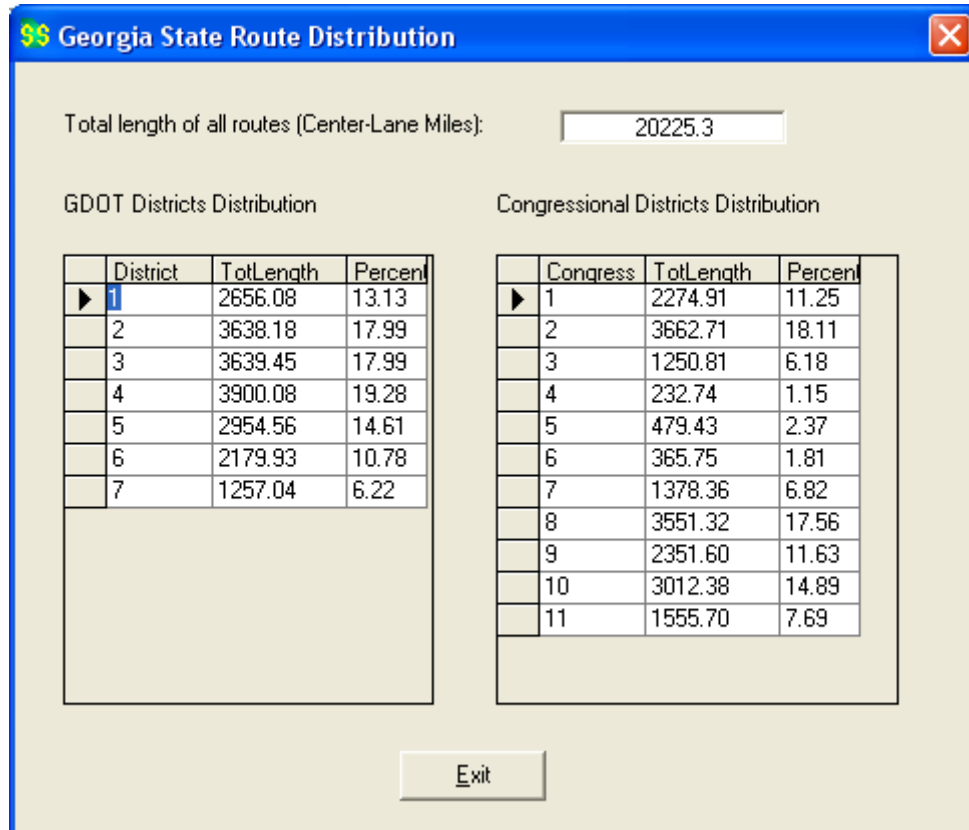 $$ Georgia State Route Distribution
Total length of all routes (Center-Lane Miles): 20225.3
GDOT Districts Distribution
District TotLength Percent
1 2656.08 13.13
2 3638.18 17.99
3 3639.45 17.99
4 3900.08 19.28
5 2954.56 14.61
6 2179.93 10.78
7 1257.04 6.22
Congressional Districts Distribution
Congress TotLength Percent
1 2274.91 11.25
2 3662.71 18.11
3 1250.81 6.18
4 232.74 1.15
5 479.43 2.37
6 365.75 1.81
7 1378.36 6.82
8 3551.32 17.56
9 2351.60 11.63
10 3012.38 14.89
11 1555.70 7.69
Exit